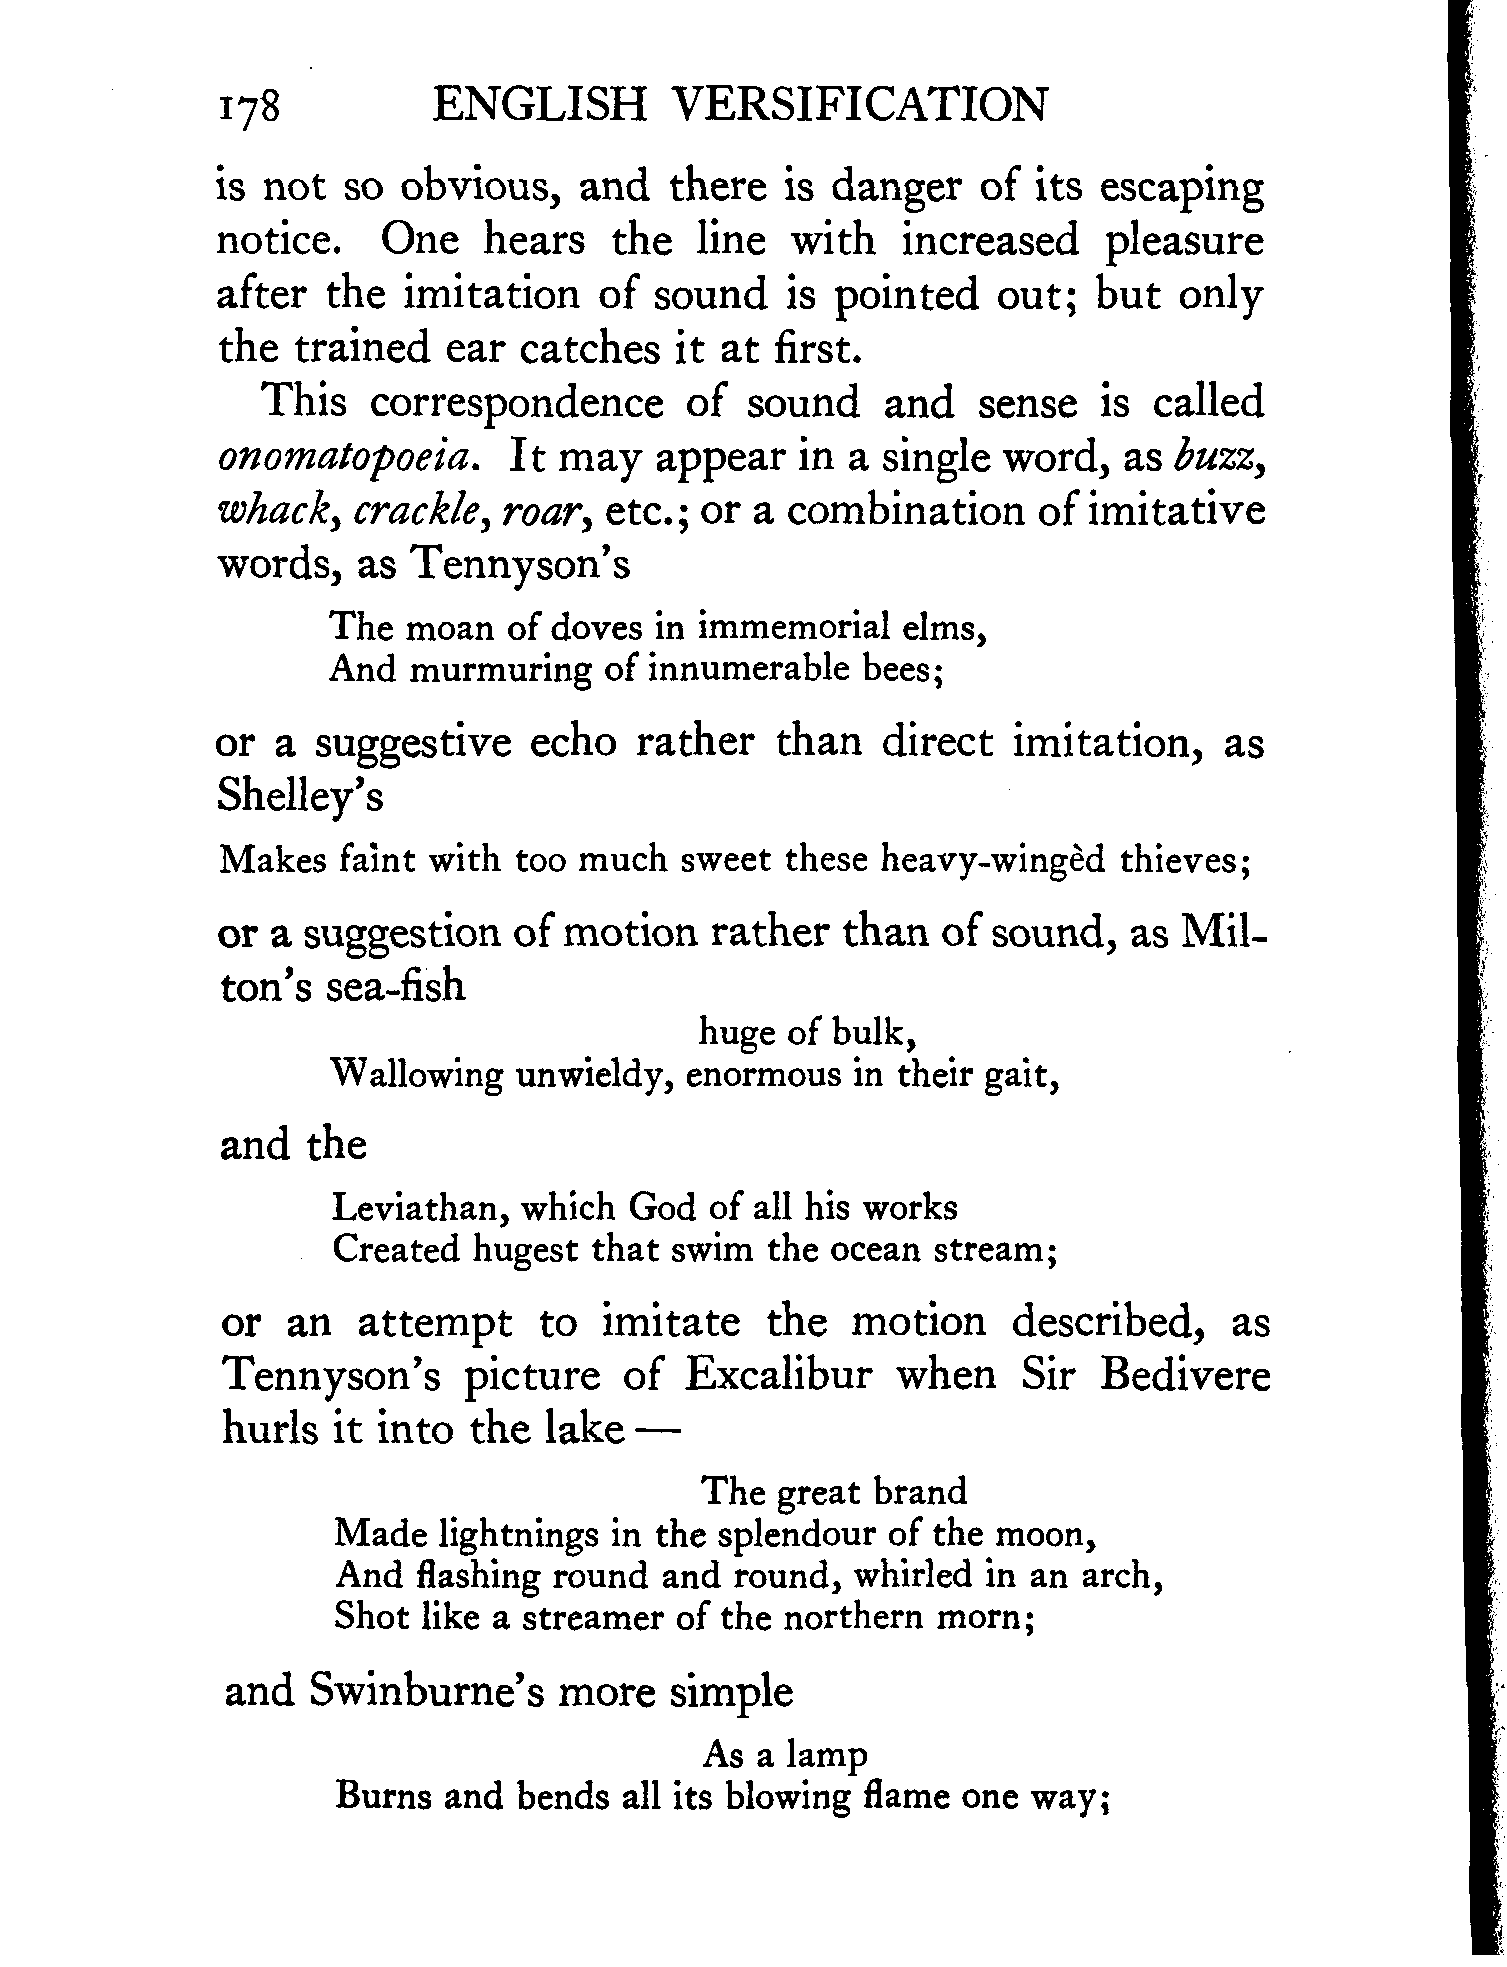 178 ENGLISH VERSIFICATION
is not so obvious, and there is danger of its escaping
notice. One hears the line with increased pleasure
after the imitation of sound is pointed out; but only
the trained ear catches it at first.
This correspondence of sound and sense is called
onomatopoeia. It may appear in a single word, as buzz,
whack, crackle, roar, etc.; or a combination of imitative
words, as Tennyson's
The moan of doves in immemorial elms,
And murmuring of innumerable bees;
or a suggestive echo rather than direct imitation, as
Shelley's
Makes faint with too much sweet these heavy-wingèd thieves;
or a suggestion of motion rather than of sound, as Mil-
ton's sea-fish
huge of bulk,
Wallowing unwieldy, enormous in their gait,
and the
Leviathan, which God of all his works
Created hugest that swim the ocean stream;
or an attempt to imitate the motion described, as
Tennyson's picture of Excalibur when Sir Bedivere
hurls it into the lake —
The great brand
Made lightnings in the splendour of the moon,
And flashing round and round, whirled in an arch,
Shot like a streamer of the northern morn;
and Swinburne's more simple
As a lamp
Burns and bends all its blowing flame one way;